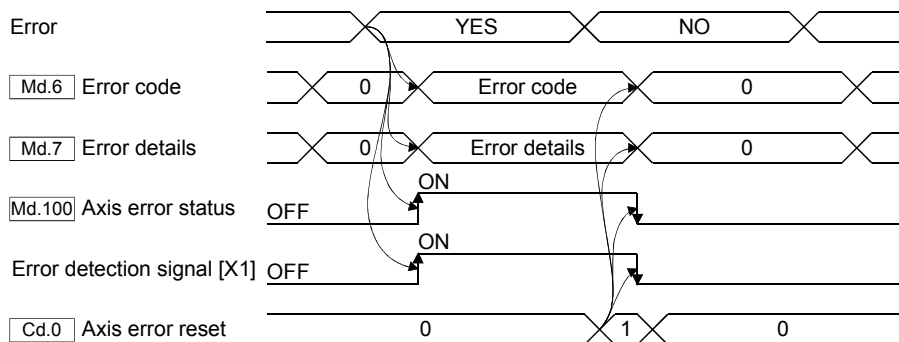 Error YES NO
Md.6 Error code 0 Error code 0
Md.7 Error details 0 Error details 0
ON
Md.100 Axis error status OFF
ON
Error detection signal [X1] OFF
Cd.0 Axis error reset 0 1 0